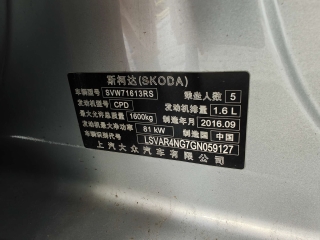 斯柯达(SKODA)
车辆型号 SVW71613RS 乘坐人数 5
发动机型号 CPD 发动机排量 1.6 L
最大允许总质量 1600kg 制造年月 2016.09
发动机最大净功率 81 kW 制造国 中国
车辆识别代号 LSVAR4NG7GN059127
上汽大众汽车有限公司